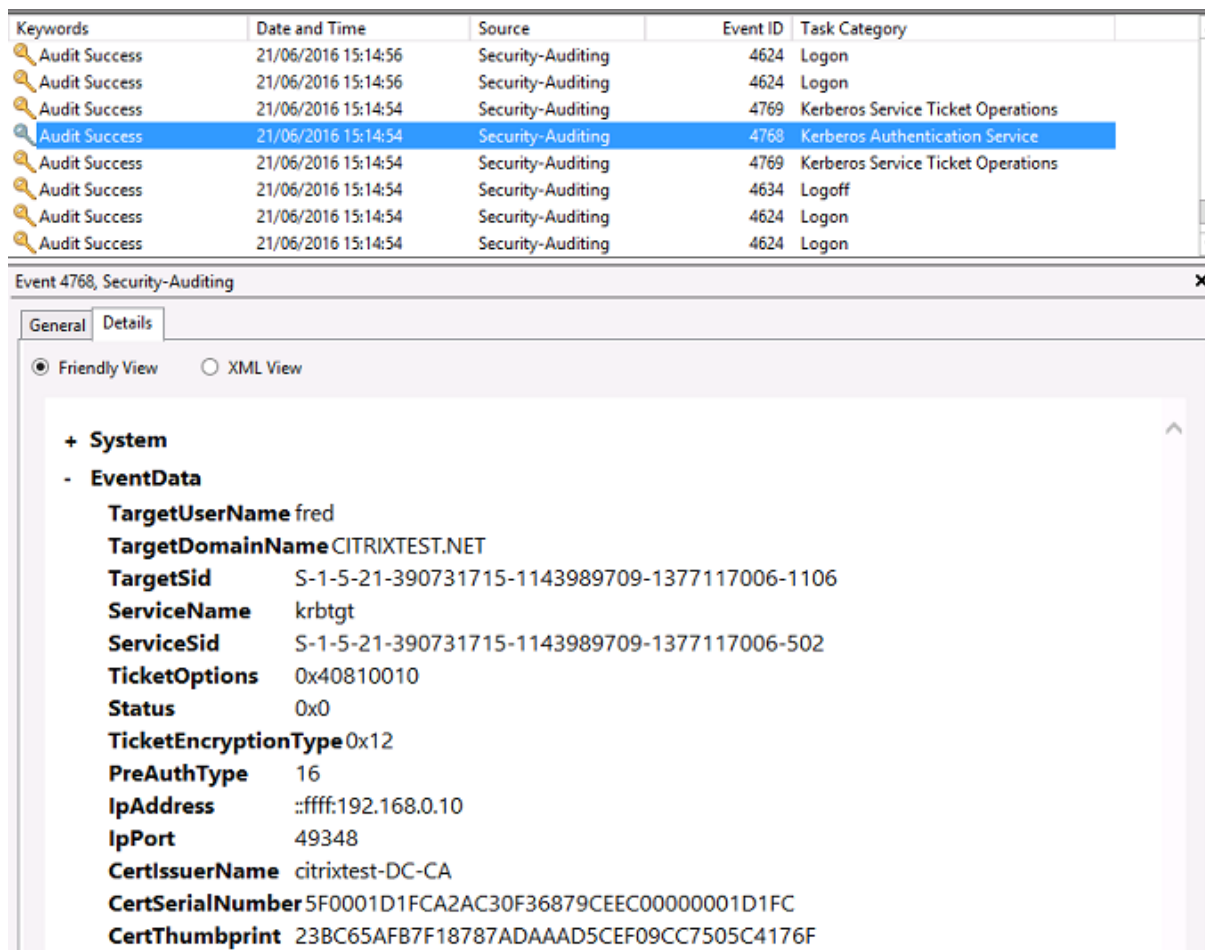 Keywords Date and Time Source Event ID Task Category
Audit Success 21/06/2016 15:14:56 Security-Auditing 4624 Logon
Audit Success 21/06/2016 15:14:56 Security-Auditing 4624 Logon
Audit Success 21/06/2016 15:14:54 Security-Auditing 4769 Kerberos Service Ticket Operations
Audit Success 21/06/2016 15:14:54 Security-Auditing 4768 Kerberos Authentication Service
Audit Success 21/06/2016 15:14:54 Security-Auditing 4769 Kerberos Service Ticket Operations
Audit Success 21/06/2016 15:14:54 Security-Auditing 4634 Logoff
Audit Success 21/06/2016 15:14:54 Security-Auditing 4624 Logon
Audit Success 21/06/2016 15:14:54 Security-Auditing 4624 Logon
Event 4768, Security-Auditing
General Details
Friendly View XML View
+ System
- EventData
TargetUserName fred
TargetDomainName CITRIXTEST.NET
TargetSid S-1-5-21-390731715-1143989709-1377117006-1106
ServiceName krbtgt
ServiceSid S-1-5-21-390731715-1143989709-1377117006-502
TicketOptions 0x40810010
Status 0x0
TicketEncryptionType 0x12
PreAuthType 16
IpAddress ::ffff:192.168.0.10
IpPort 49348
CertIssuerName citrixtest-DC-CA
CertSerialNumber 5F0001D1FCA2AC30F36879CEEC00000001D1FC
CertThumbprint 23BC65AFB7F18787ADAAAD5CEF09CC7505C4176F